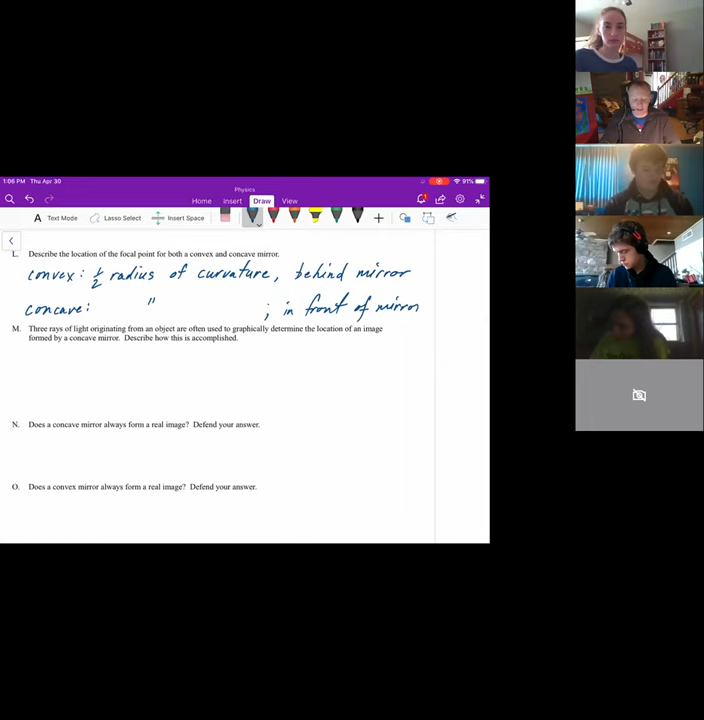 1:06 PM Thu Apr 30
91%
Physics
Home Insert Draw View
Text Mode Lasso Select Insert Space
L. Describe the location of the focal point for both a convex and concave mirror.
convex: 1/2 radius of curvature, behind mirror
concave: " ; in front of mirror
M. Three rays of light originating from an object are often used to graphically determine the location of an image
formed by a concave mirror. Describe how this is accomplished.
N. Does a concave mirror always form a real image? Defend your answer.
O. Does a convex mirror always form a real image? Defend your answer.